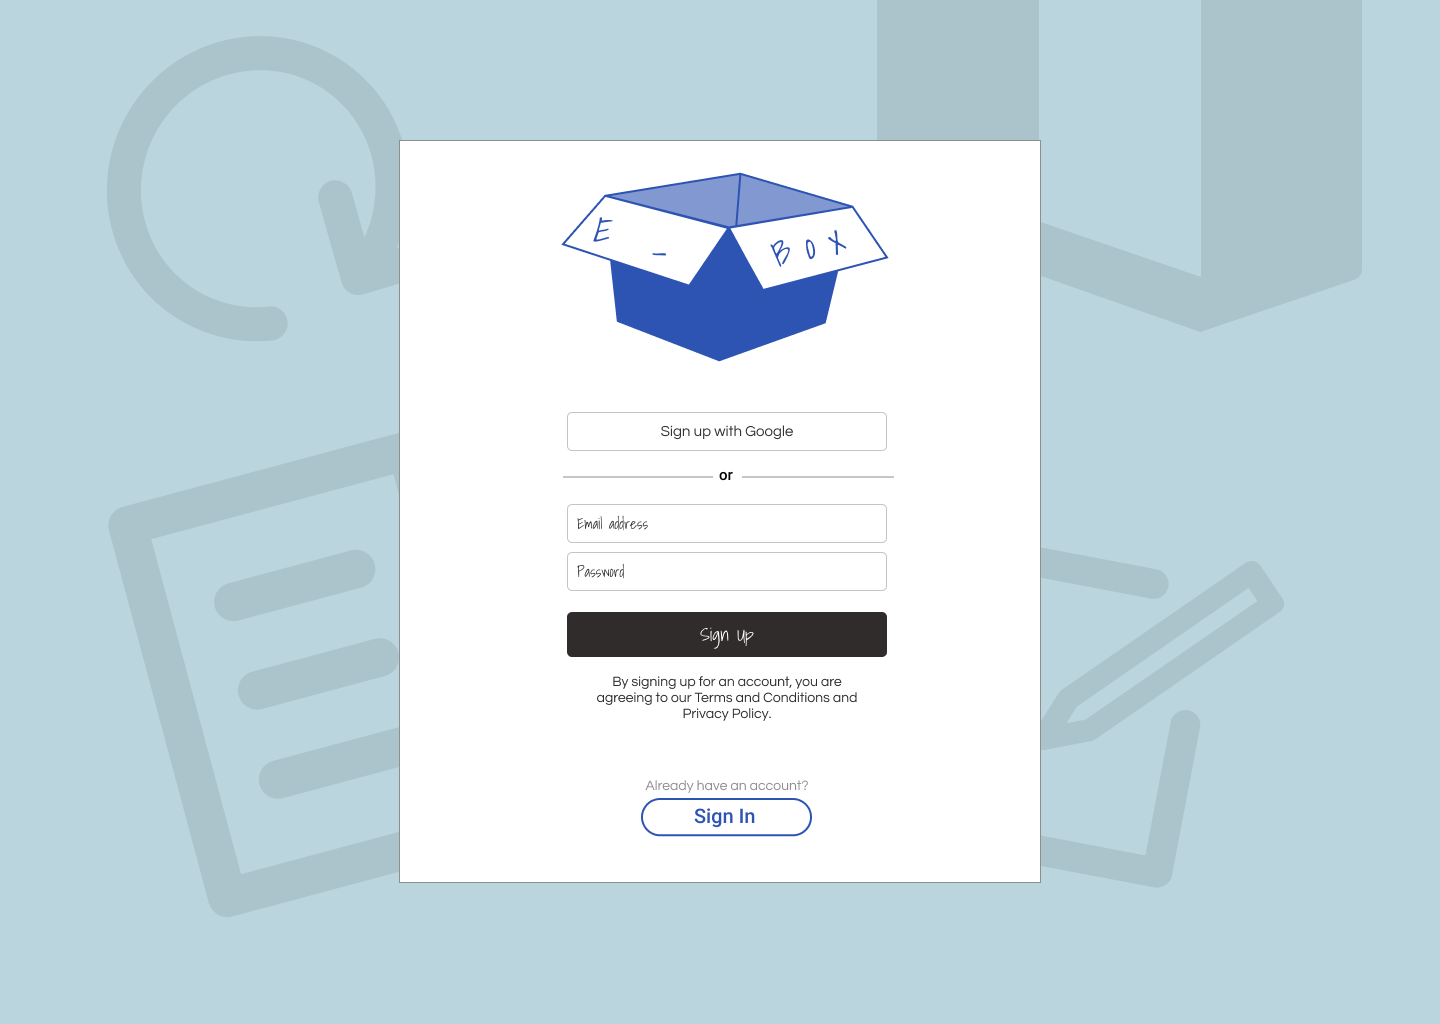 E - BOX
Sign up with Google
or
Email address
Password
Sign Up
By signing up for an account, you are
agreeing to our Terms and Conditions and
Privacy Policy.
Already have an account?
Sign In